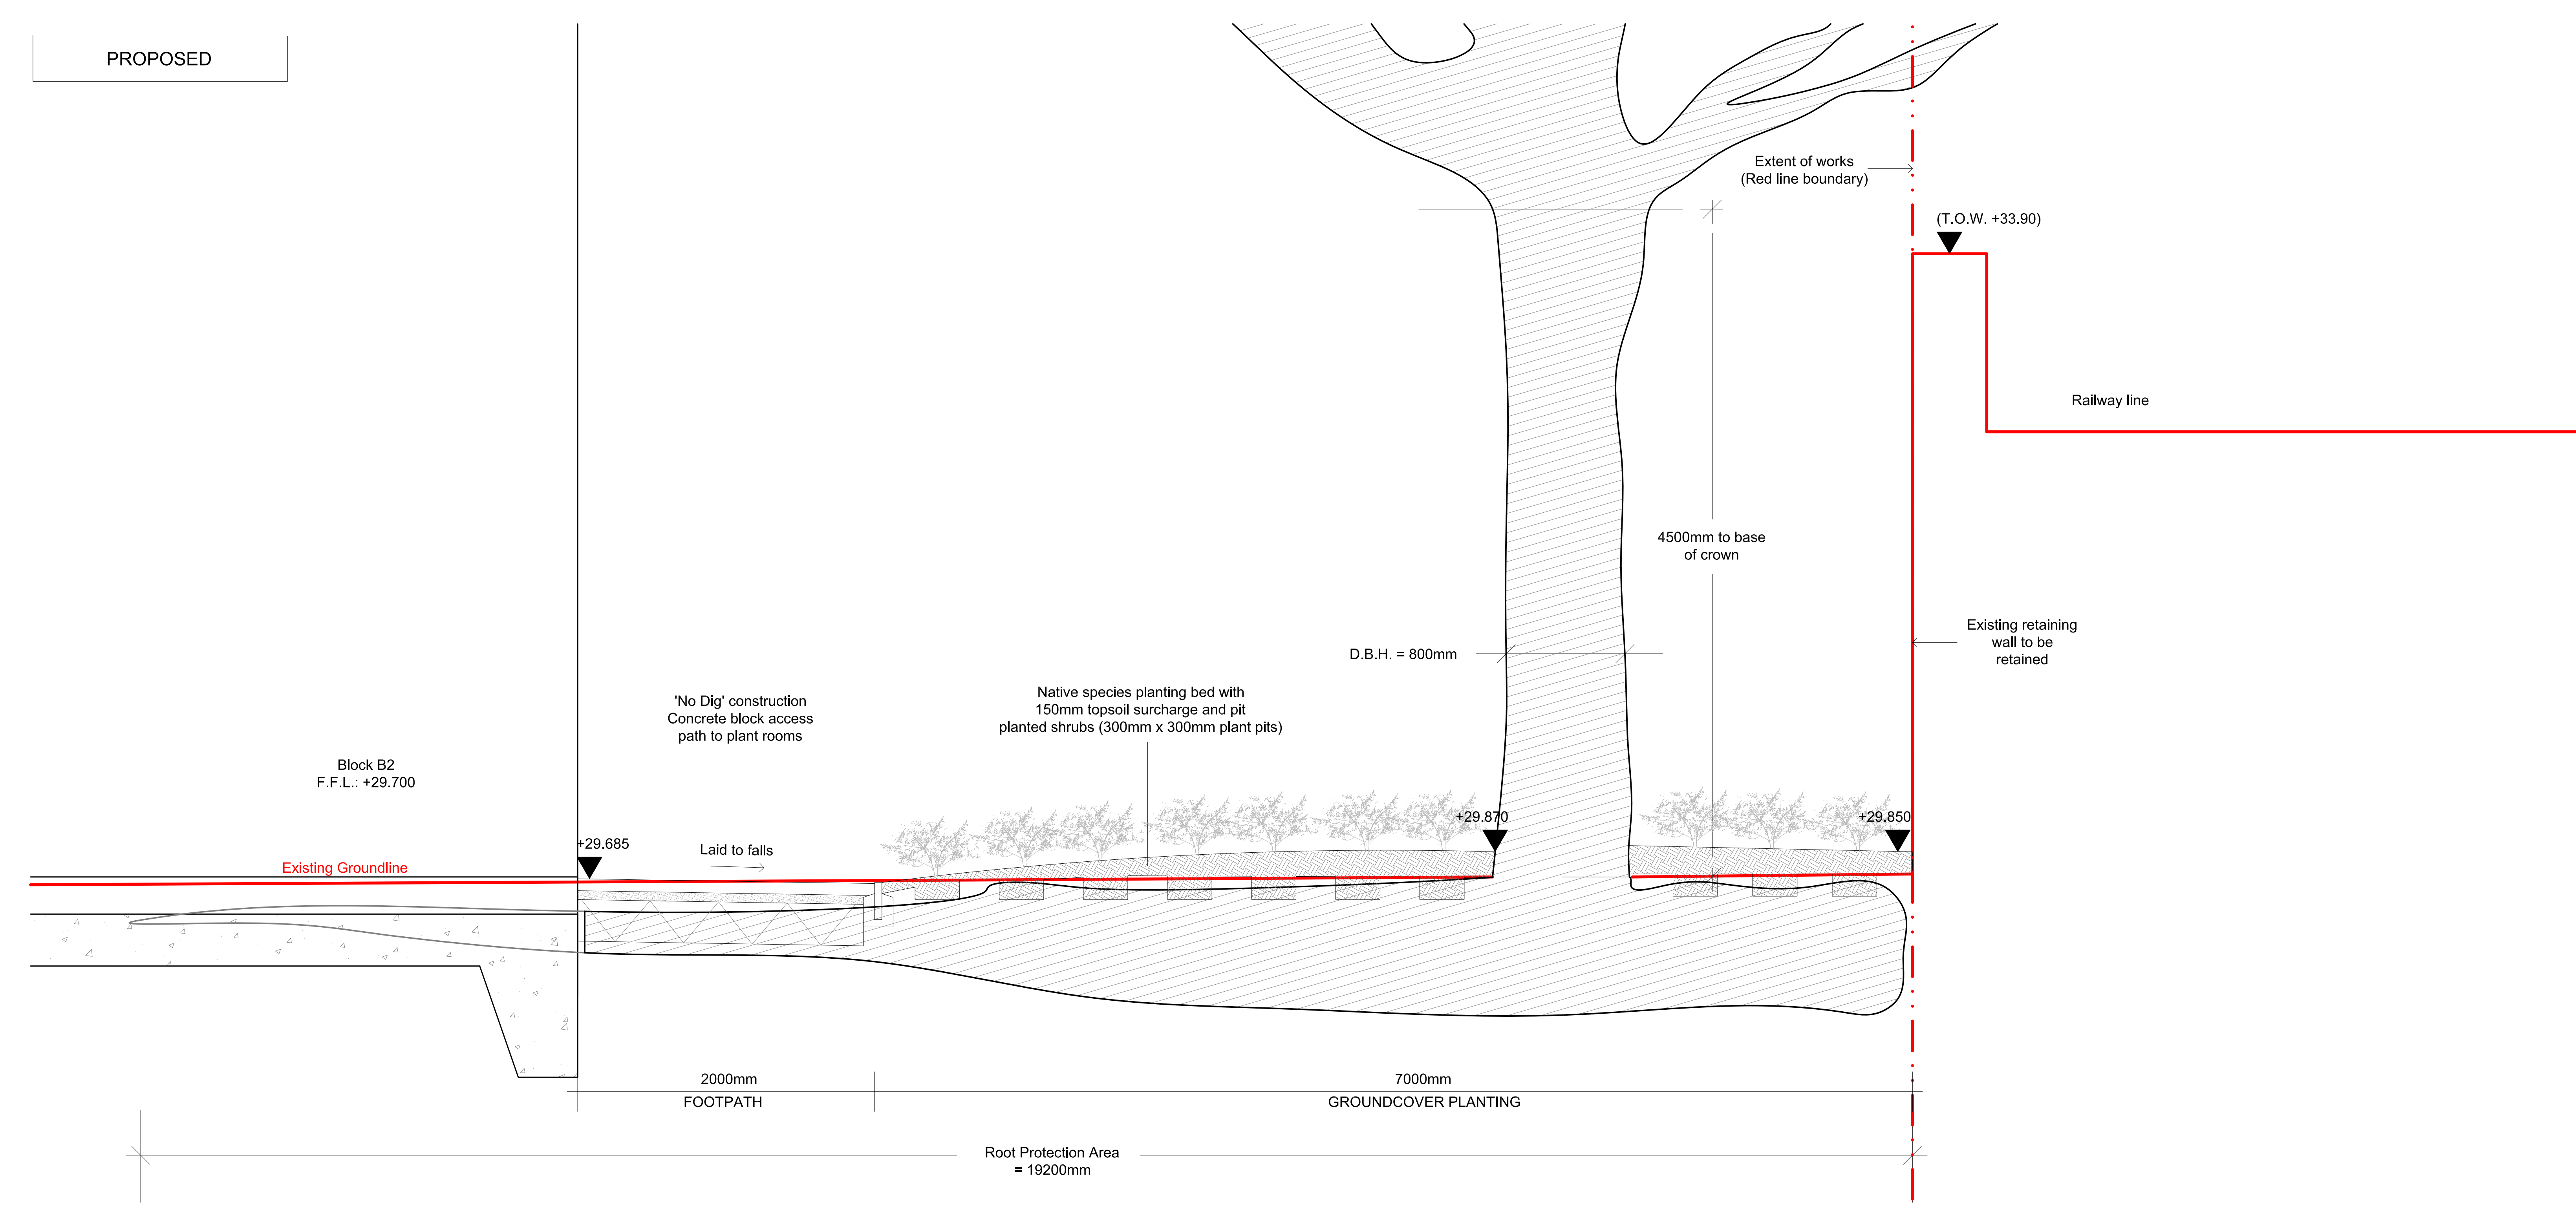 PROPOSED
Extent of works
(Red line boundary)
(T.O.W. +33.90)
Railway line
4500mm to base
of crown
Existing retaining
wall to be
retained
D.B.H. = 800mm
Native species planting bed with
150mm topsoil surcharge and pit
planted shrubs (300mm x 300mm plant pits)
'No Dig' construction
Concrete block access
path to plant rooms
Block B2
F.F.L.: +29.700
+29.870
+29.850
+29.685
Laid to falls
Existing Groundline
2000mm
FOOTPATH
7000mm
GROUNDCOVER PLANTING
Root Protection Area
= 19200mm